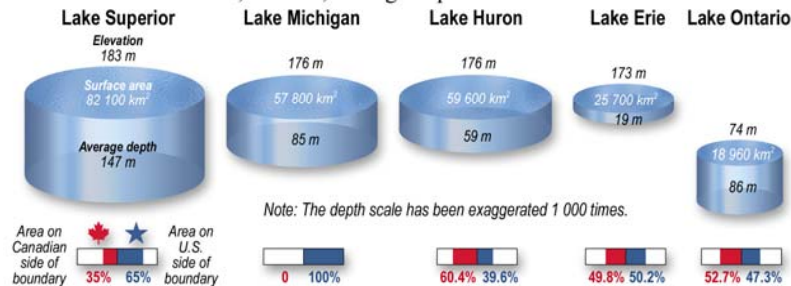 Lake Superior
Lake Michigan
Lake Huron
Lake Erie
Lake Ontario
Elevation
183 m
Surface area
82 100 km²
Average depth
147 m
176 m
57 800 km²
85 m
176 m
59 600 km²
59 m
173 m
25 700 km²
19 m
74 m
18 960 km²
86 m
Note: The depth scale has been exaggerated 1 000 times.
Area on
Canadian
side of
boundary
35% 65%
Area on
U.S.
side of
boundary
0 100%
60.4% 39.6%
49.8% 50.2%
52.7% 47.3%